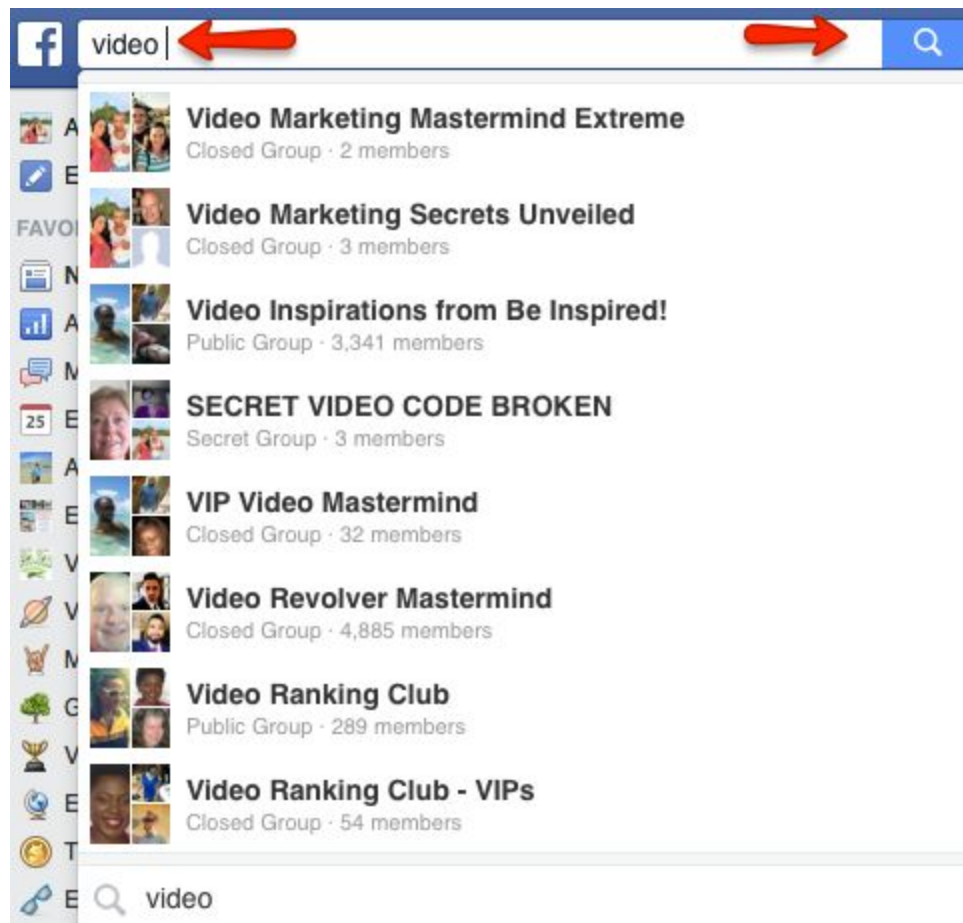 f
video
Video Marketing Mastermind Extreme
Closed Group · 2 members
A
E
Video Marketing Secrets Unveiled
Closed Group · 3 members
FAVO
N
Video Inspirations from Be Inspired!
Public Group · 3,341 members
A
M
SECRET VIDEO CODE BROKEN
Secret Group · 3 members
25 E
A
VIP Video Mastermind
Closed Group · 32 members
E
V
Video Revolver Mastermind
Closed Group · 4,885 members
V
M
Video Ranking Club
Public Group · 289 members
G
V
Video Ranking Club - VIPs
Closed Group · 54 members
E
T
E
video